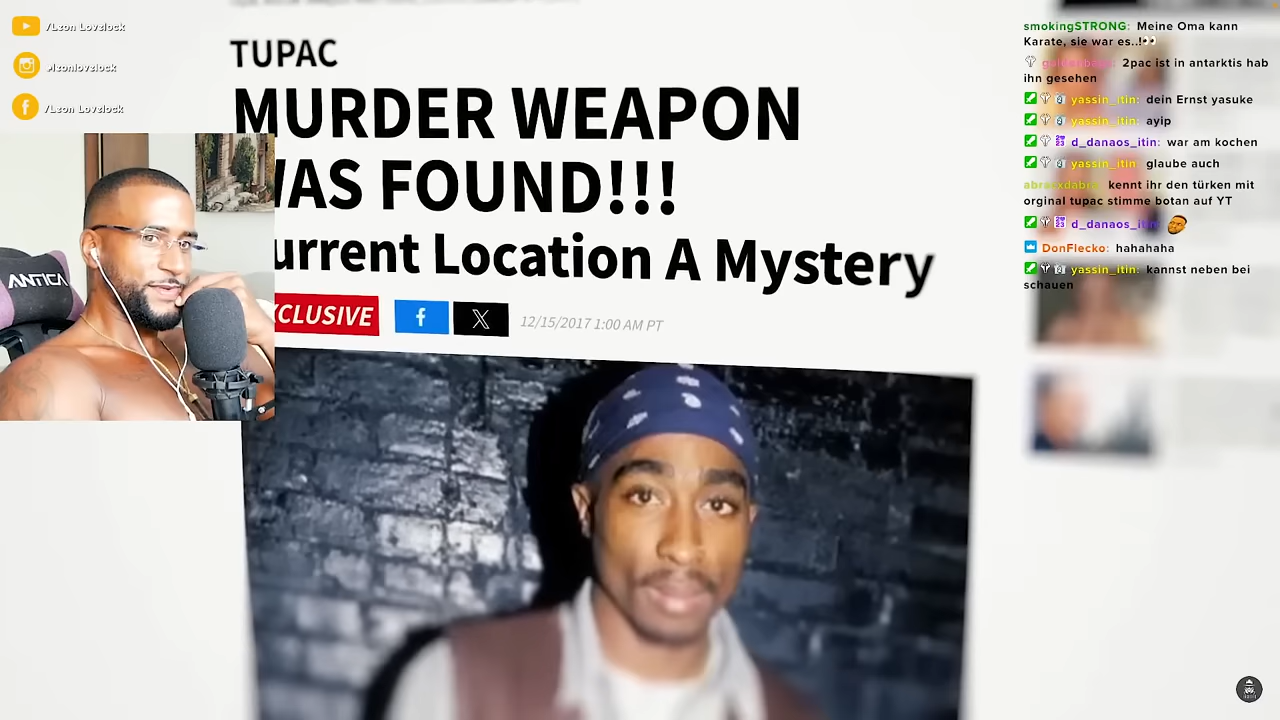 /Leon Lovelock
/leonlovelock
/Leon Lovelock
TUPAC
MURDER WEAPON
WAS FOUND!!!
urrent Location A Mystery
XCLUSIVE
12/15/2017 1:00 AM PT
ANTICA
smokingSTRONG: Meine Oma kann
Karate, sie war es..!👀
2pac ist in antarktis hab
ihn gesehen
yassin_itin: dein Ernst yasuke
yassin_itin: ayip
d_danaos_itin: war am kochen
yassin_itin: glaube auch
abraxxdabra: kennt ihr den türken mit
orginal tupac stimme botan auf YT
d_danaos_itin:
DonFlecko: hahahaha
yassin_itin: kannst neben bei
schauen